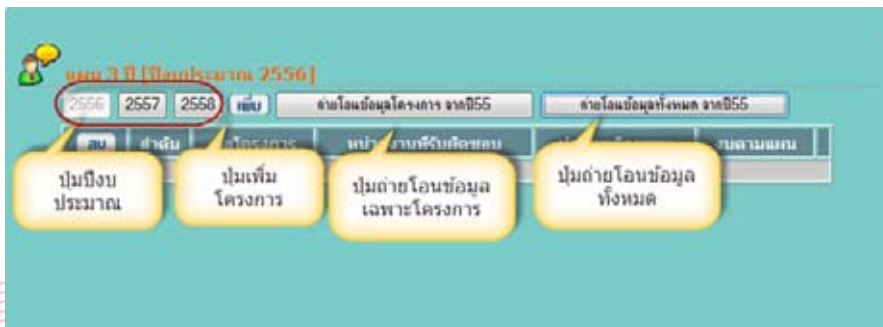 แผน 3 ปี [ปีงบประมาณ 2556]
2556 2557 2558 เพิ่ม ถ่ายโอนข้อมูลโครงการ จากปี55 ถ่ายโอนข้อมูลทั้งหมด จากปี55
ลบ ลำดับ หน่วยงานที่รับผิดชอบ งบตามแผน
ปุ่มปีงบ
ประมาณ
ปุ่มเพิ่ม
โครงการ
ปุ่มถ่ายโอนข้อมูล
เฉพาะโครงการ
ปุ่มถ่ายโอนข้อมูล
ทั้งหมด